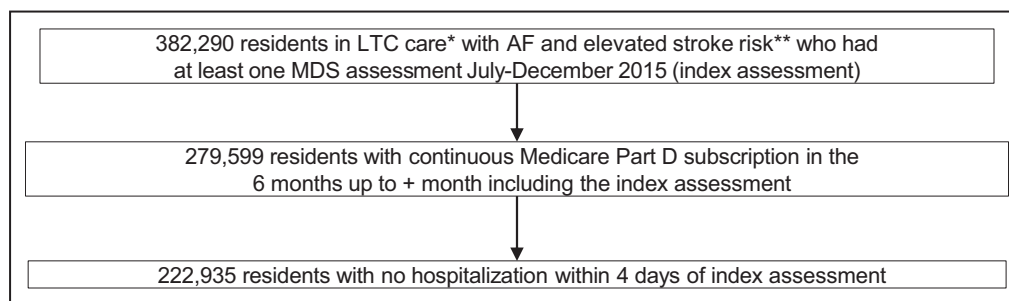 382,290 residents in LTC care* with AF and elevated stroke risk** who had
at least one MDS assessment July-December 2015 (index assessment)
279,599 residents with continuous Medicare Part D subscription in the
6 months up to + month including the index assessment
222,935 residents with no hospitalization within 4 days of index assessment